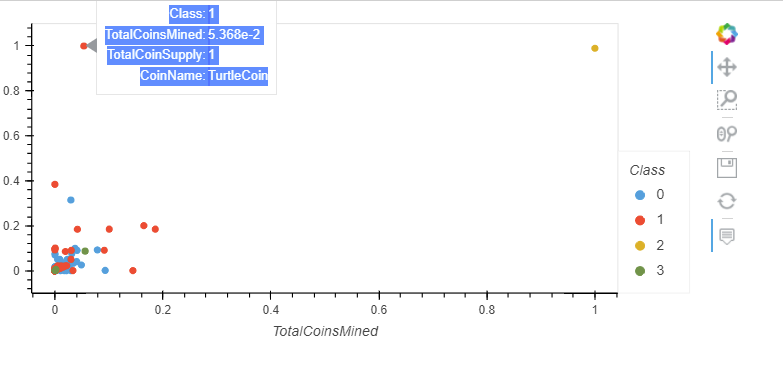 Class: 1
TotalCoinsMined: 5.368e-2
TotalCoinSupply: 1
CoinName: TurtleCoin
1
0.8
0.6
0.4
0.2
0
0
0.2
0.4
0.6
0.8
1
TotalCoinsMined
Class
0
1
2
3